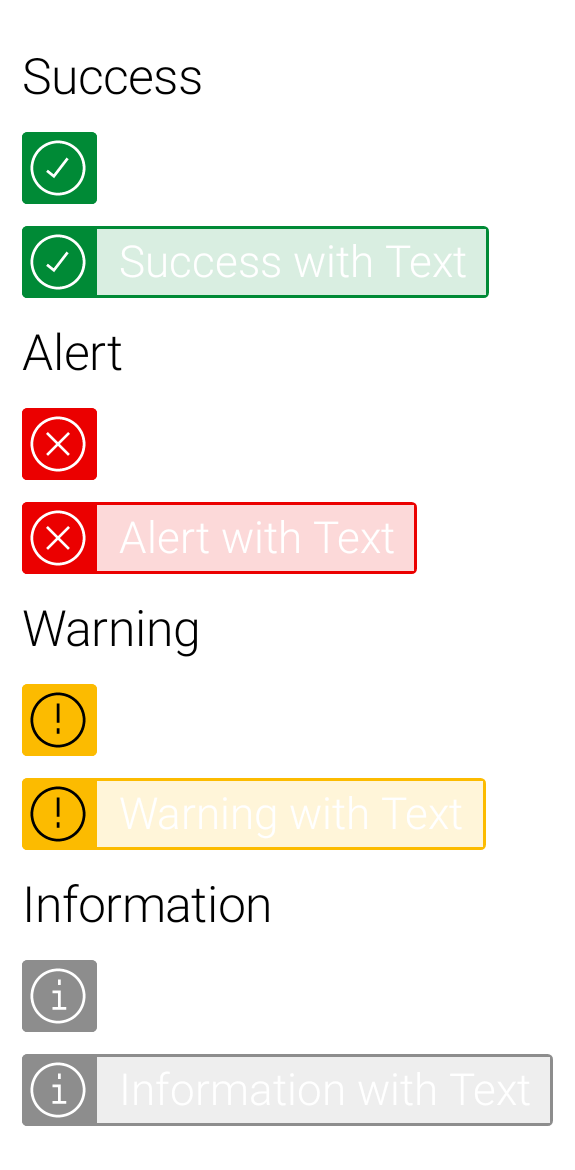 Success
Success with Text
Alert
Alert with Text
Warning
Warning with Text
Information
Information with Text